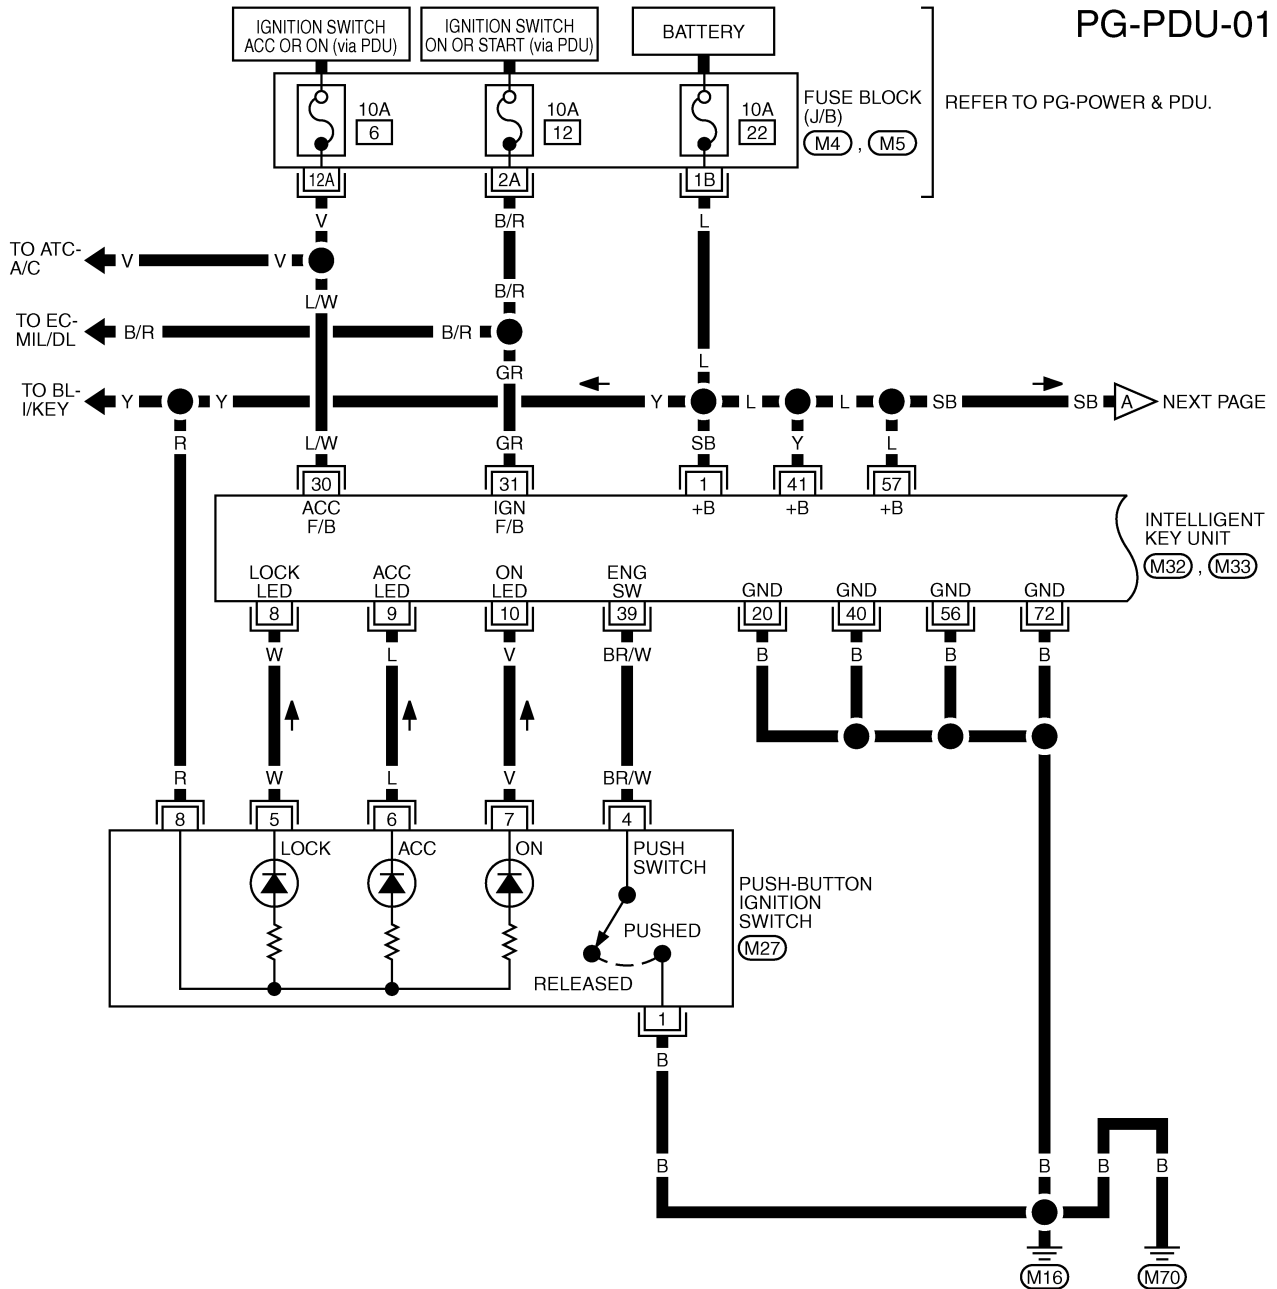 PG-PDU-01
IGNITION SWITCH
ACC OR ON (via PDU)
IGNITION SWITCH
ON OR START (via PDU)
BATTERY
10A
6
10A
12
10A
22
FUSE BLOCK
(J/B)
M4 , M5
REFER TO PG-POWER & PDU.
12A
2A
1B
V
B/R
L
TO ATC-
A/C
V
V
L/W
B/R
TO EC-
MIL/DL
B/R
B/R
GR
L
TO BL-
I/KEY
Y
Y
Y
L
L
SB
SB
A
NEXT PAGE
R
L/W
GR
SB
Y
L
30
31
1
41
57
ACC
F/B
IGN
F/B
+B
+B
+B
INTELLIGENT
KEY UNIT
M32 , M33
LOCK
LED
ACC
LED
ON
LED
ENG
SW
GND
GND
GND
GND
8
9
10
39
20
40
56
72
W
L
V
BR/W
B
B
B
B
R
W
L
V
BR/W
8
5
6
7
4
LOCK
ACC
ON
PUSH
SWITCH
PUSHED
RELEASED
PUSH-BUTTON
IGNITION
SWITCH
M27
1
B
B
B
B
B
M16
M70